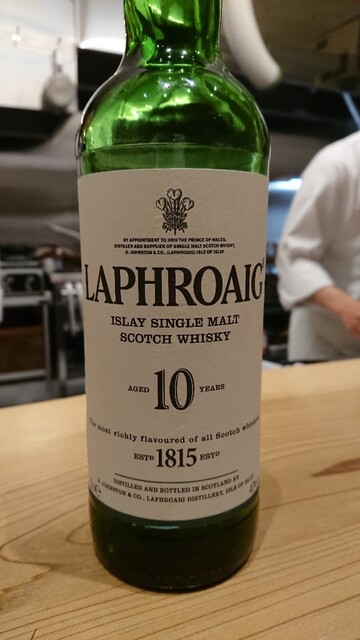 BY APPOINTMENT TO HRH THE PRINCE OF WALES,
DISTILLER AND SUPPLIER OF SINGLE MALT SCOTCH WHISKY,
D. JOHNSTON & CO., (LAPHROAIG) ISLE OF ISLAY
LAPHROAIG
ISLAY SINGLE MALT
SCOTCH WHISKY
AGED 10 YEARS
The most richly flavoured of all Scotch whiskies
ESTD 1815 ESTD
DISTILLED AND BOTTLED IN SCOTLAND BY
D. JOHNSTON & CO., LAPHROAIG DISTILLERY, ISLE OF